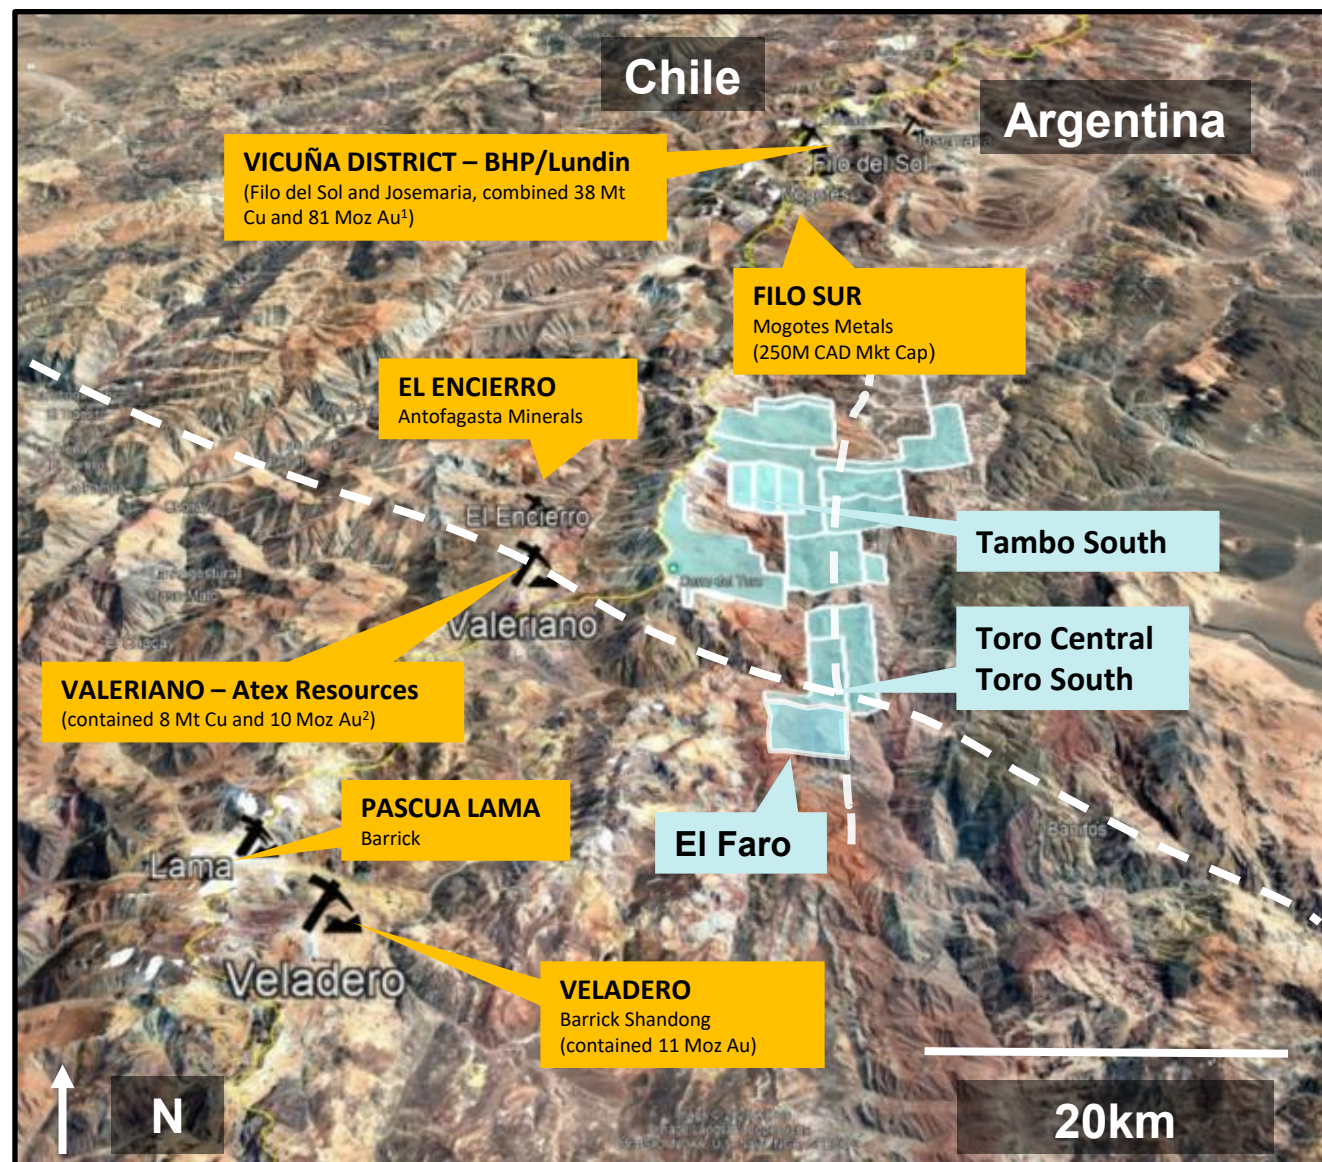 Chile
Argentina
VICUÑA DISTRICT – BHP/Lundin
(Filo del Sol and Josemaria, combined 38 Mt
Cu and 81 Moz Au¹)
Filo del Sol
FILO SUR
Mogotes Metals
(250M CAD Mkt Cap)
EL ENCIERRO
Antofagasta Minerals
El Encierro
Tambo South
Valeriano
Toro Central
Toro South
VALERIANO – Atex Resources
(contained 8 Mt Cu and 10 Moz Au²)
PASCUA LAMA
Barrick
El Faro
Lama
Veladero
VELADERO
Barrick Shandong
(contained 11 Moz Au)
N
20km